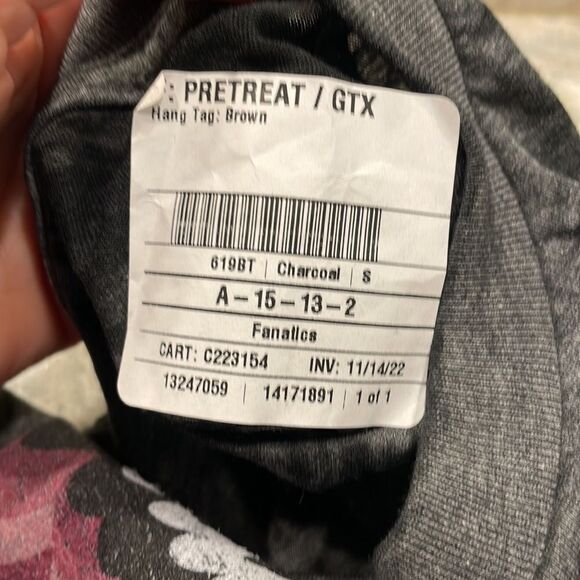 : PRETREAT / GTX
Hang Tag: Brown
619BT | Charcoal | S
A-15-13-2
Fanatics
CART: C223154 INV: 11/14/22
13247059 | 14171891 | 1 of 1